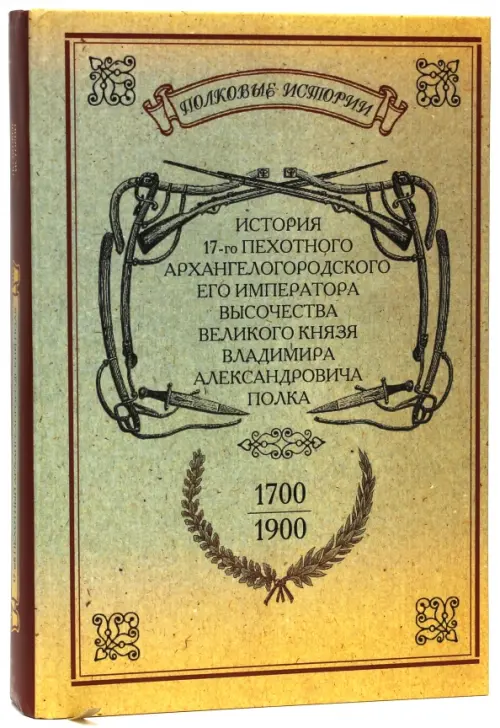 ПОЛКОВЫЕ ИСТОРИИ
ИСТОРИЯ
17-го ПЕХОТНОГО
АРХАНГЕЛОГОРОДСКОГО
ЕГО ИМПЕРАТОРА
ВЫСОЧЕСТВА
ВЕЛИКОГО КНЯЗЯ
ВЛАДИМИРА
АЛЕКСАНДРОВИЧА
ПОЛКА
1700
1900